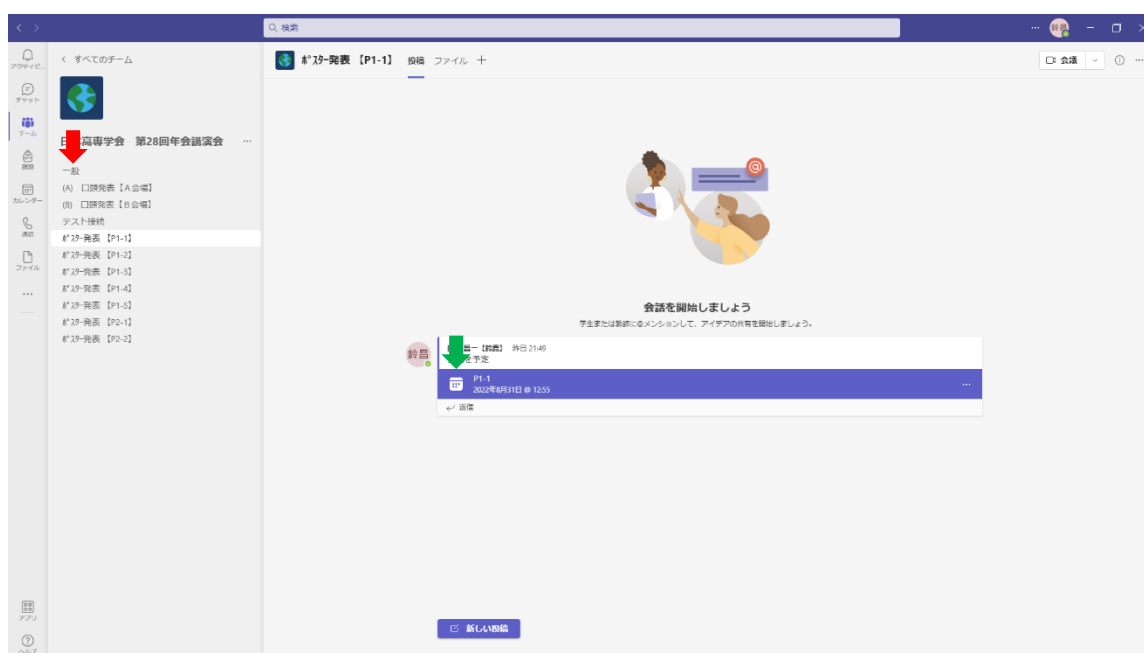 検索
アクティビ...
チャット
チーム
課題
カレンダー
通話
ファイル
アプリ
ヘルプ
すべてのチーム
高専学会 第28回年会講演会
一般
(A) 口頭発表【A会場】
(B) 口頭発表【B会場】
テスト接続
ﾎﾟｽﾀｰ発表 【P1-1】
ﾎﾟｽﾀｰ発表 【P1-2】
ﾎﾟｽﾀｰ発表 【P1-3】
ﾎﾟｽﾀｰ発表 【P1-4】
ﾎﾟｽﾀｰ発表 【P1-5】
ﾎﾟｽﾀｰ発表 【P2-1】
ﾎﾟｽﾀｰ発表 【P2-2】
ﾎﾟｽﾀｰ発表 【P1-1】 投稿 ファイル
会議
@
会話を開始しましょう
学生または教師に@メンションして、アイデアの共有を開始しましょう。
鈴昌
昌一【鈴鹿】 昨日 21:49
を予定
P1-1
2022年8月31日 @ 12:55
返信
新しい投稿